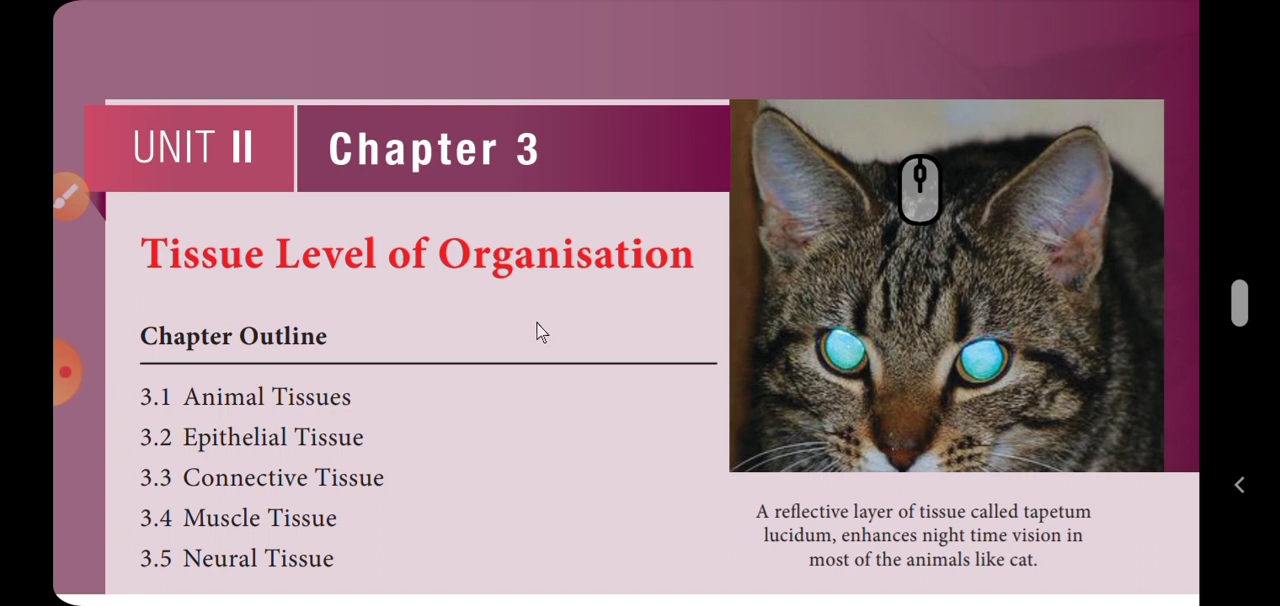 UNIT II
Chapter 3
Tissue Level of Organisation
Chapter Outline
3.1 Animal Tissues
3.2 Epithelial Tissue
3.3 Connective Tissue
3.4 Muscle Tissue
3.5 Neural Tissue
A reflective layer of tissue called tapetum
lucidum, enhances night time vision in
most of the animals like cat.